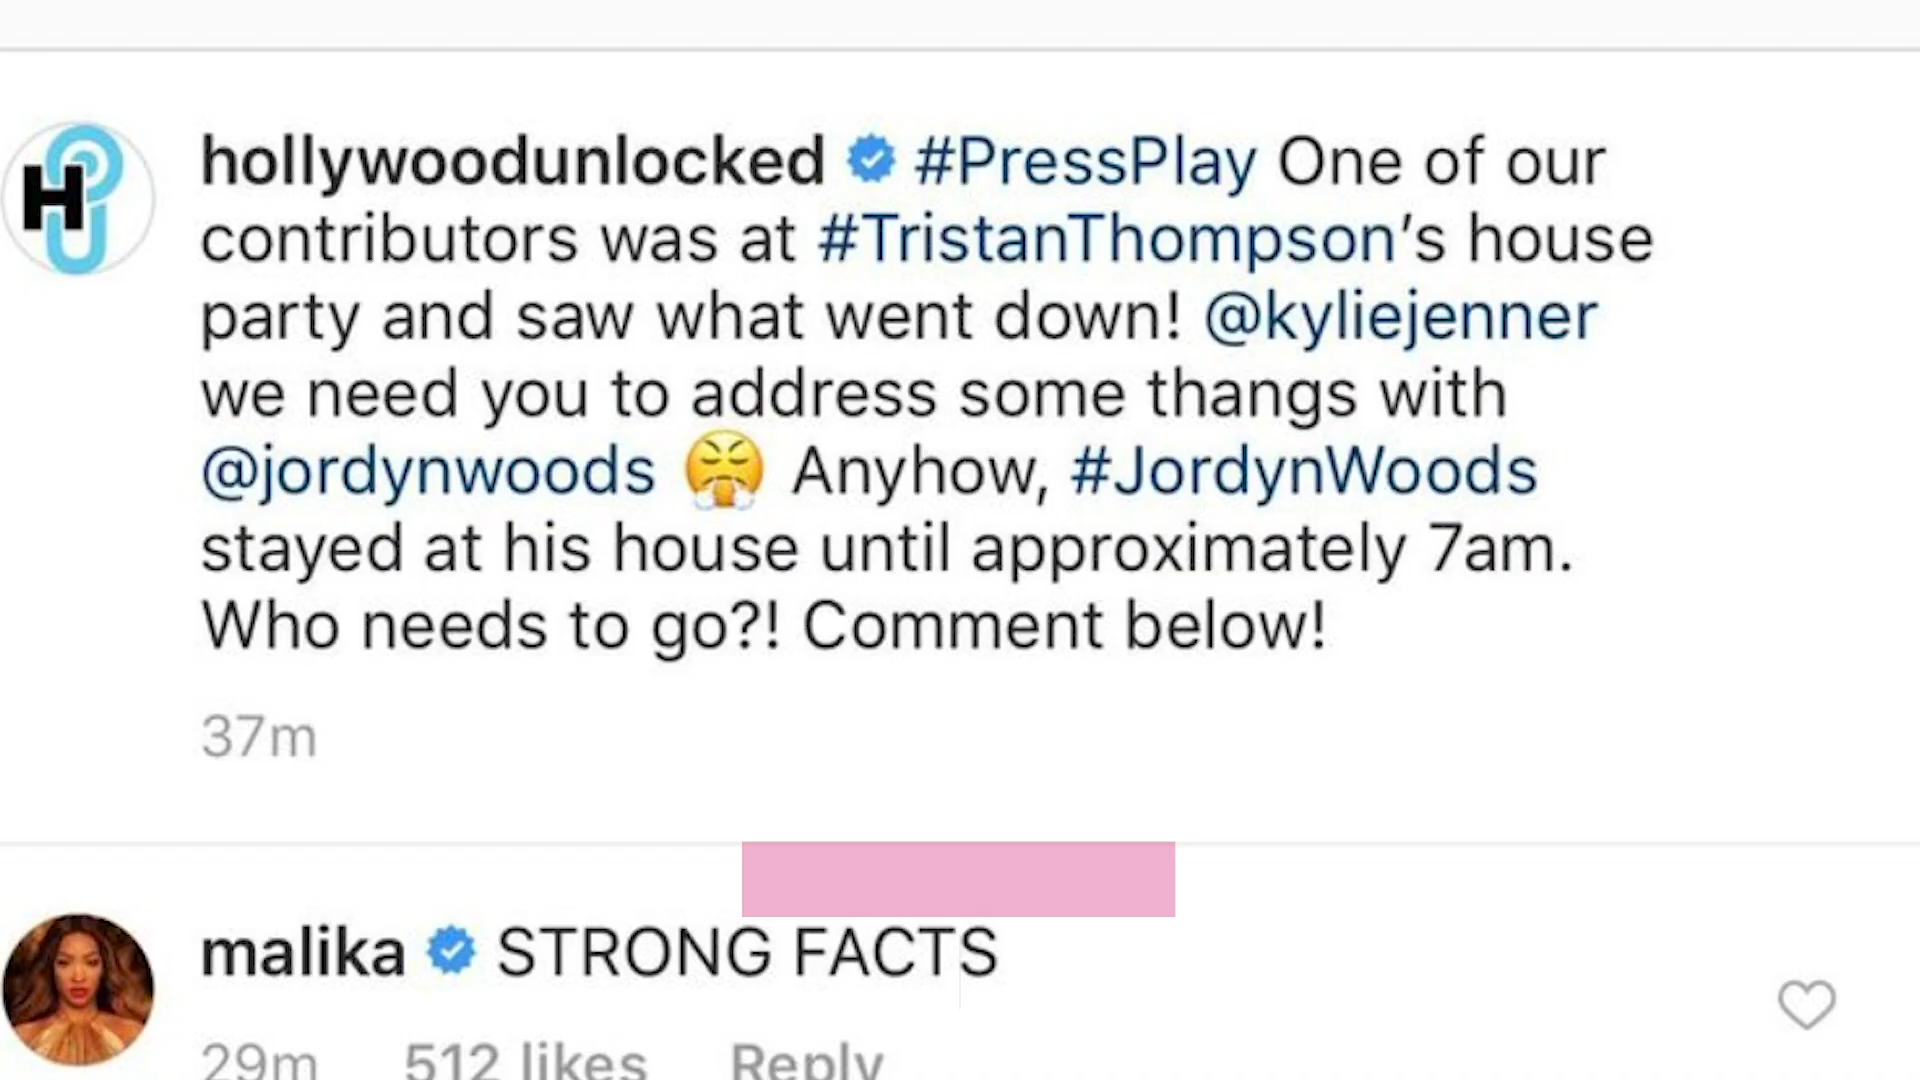 hollywoodunlocked #PressPlay One of our
contributors was at #TristanThompson's house
party and saw what went down! @kyliejenner
we need you to address some thangs with
@jordynwoods 😤 Anyhow, #JordynWoods
stayed at his house until approximately 7am.
Who needs to go?! Comment below!
37m
malika STRONG FACTS
29m 512 likes Reply